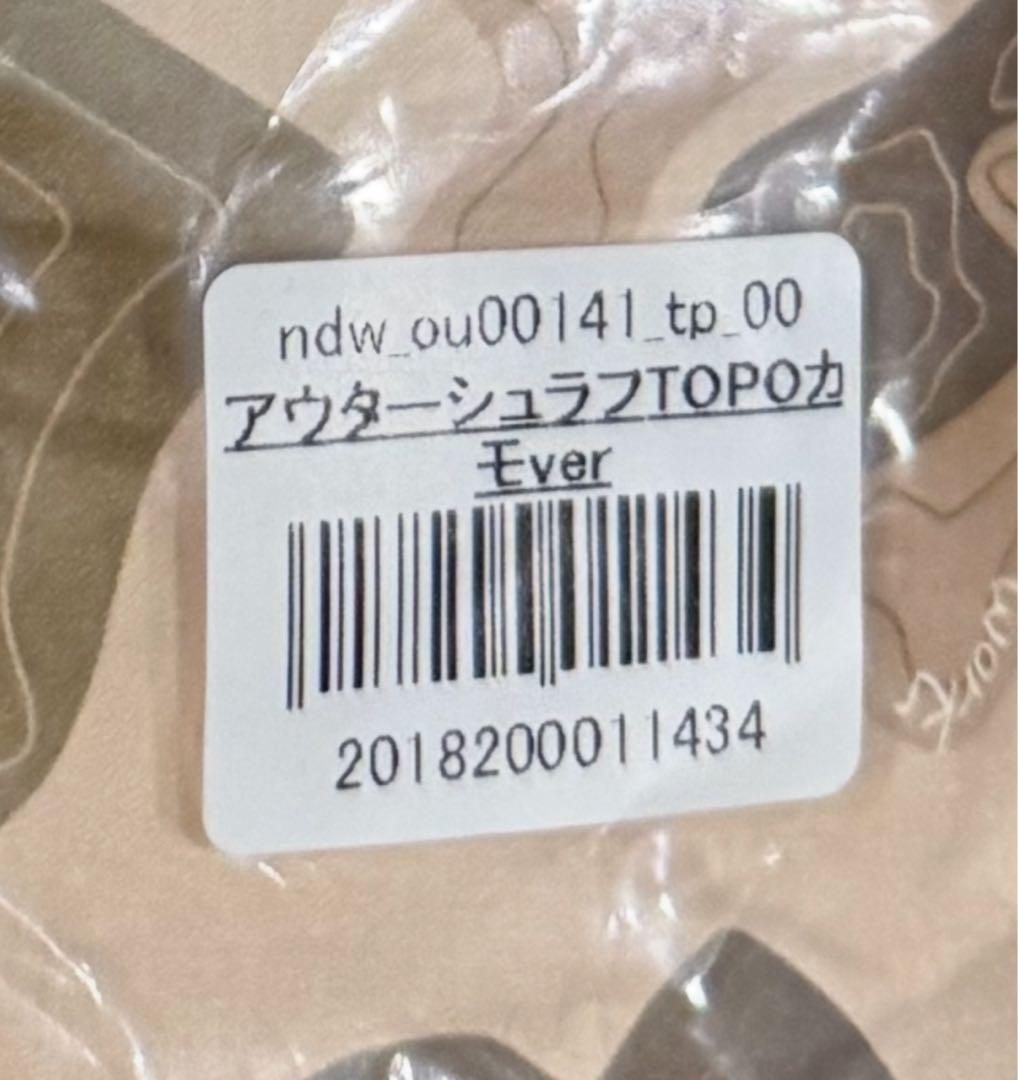 ndw_ou00141_tp_00
アウターシュラフTOPOカ
モver
2018200011434
work